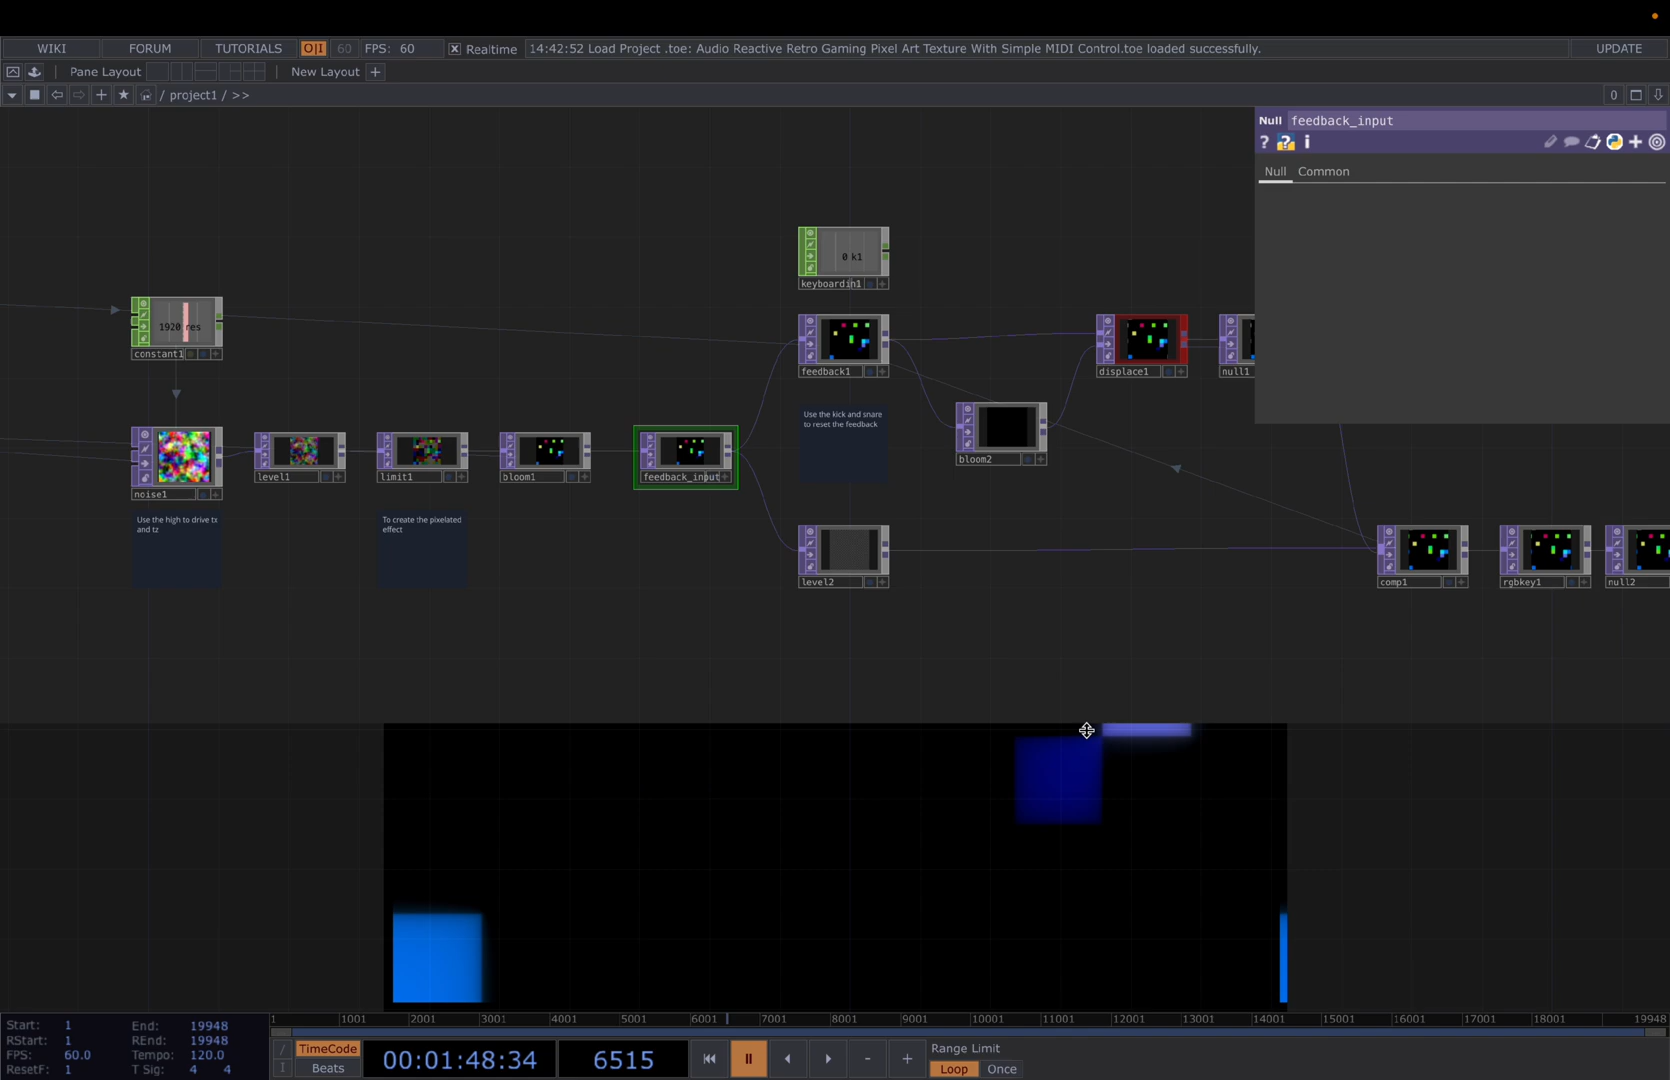 WIKI FORUM TUTORIALS O|I 60 FPS: 60 Realtime 14:42:52 Load Project .toe: Audio Reactive Retro Gaming Pixel Art Texture With Simple MIDI Control.toe loaded successfully. UPDATE
Pane Layout New Layout +
/ project1 / >> 0
Null feedback_input
? ? i
Null Common
0 k1
keyboardin1
1920 res
constant1
feedback1
displace1
null1
Use the kick and snare
to reset the feedback
bloom2
noise1
level1
limit1
bloom1
feedback_input
Use the high to drive tx
and tz
To create the pixelated
effect
level2
comp1
rgbkey1
null2
1 1001 2001 3001 4001 5001 6001 7001 8001 9001 10001 11001 12001 13001 14001 15001 16001 17001 18001 19948
Start: 1 End: 19948
RStart: 1 REnd: 19948
FPS: 60.0 Tempo: 120.0
ResetF: 1 T Sig: 4 4
TimeCode
Beats
00:01:48:34 6515
- +
Range Limit
Loop Once